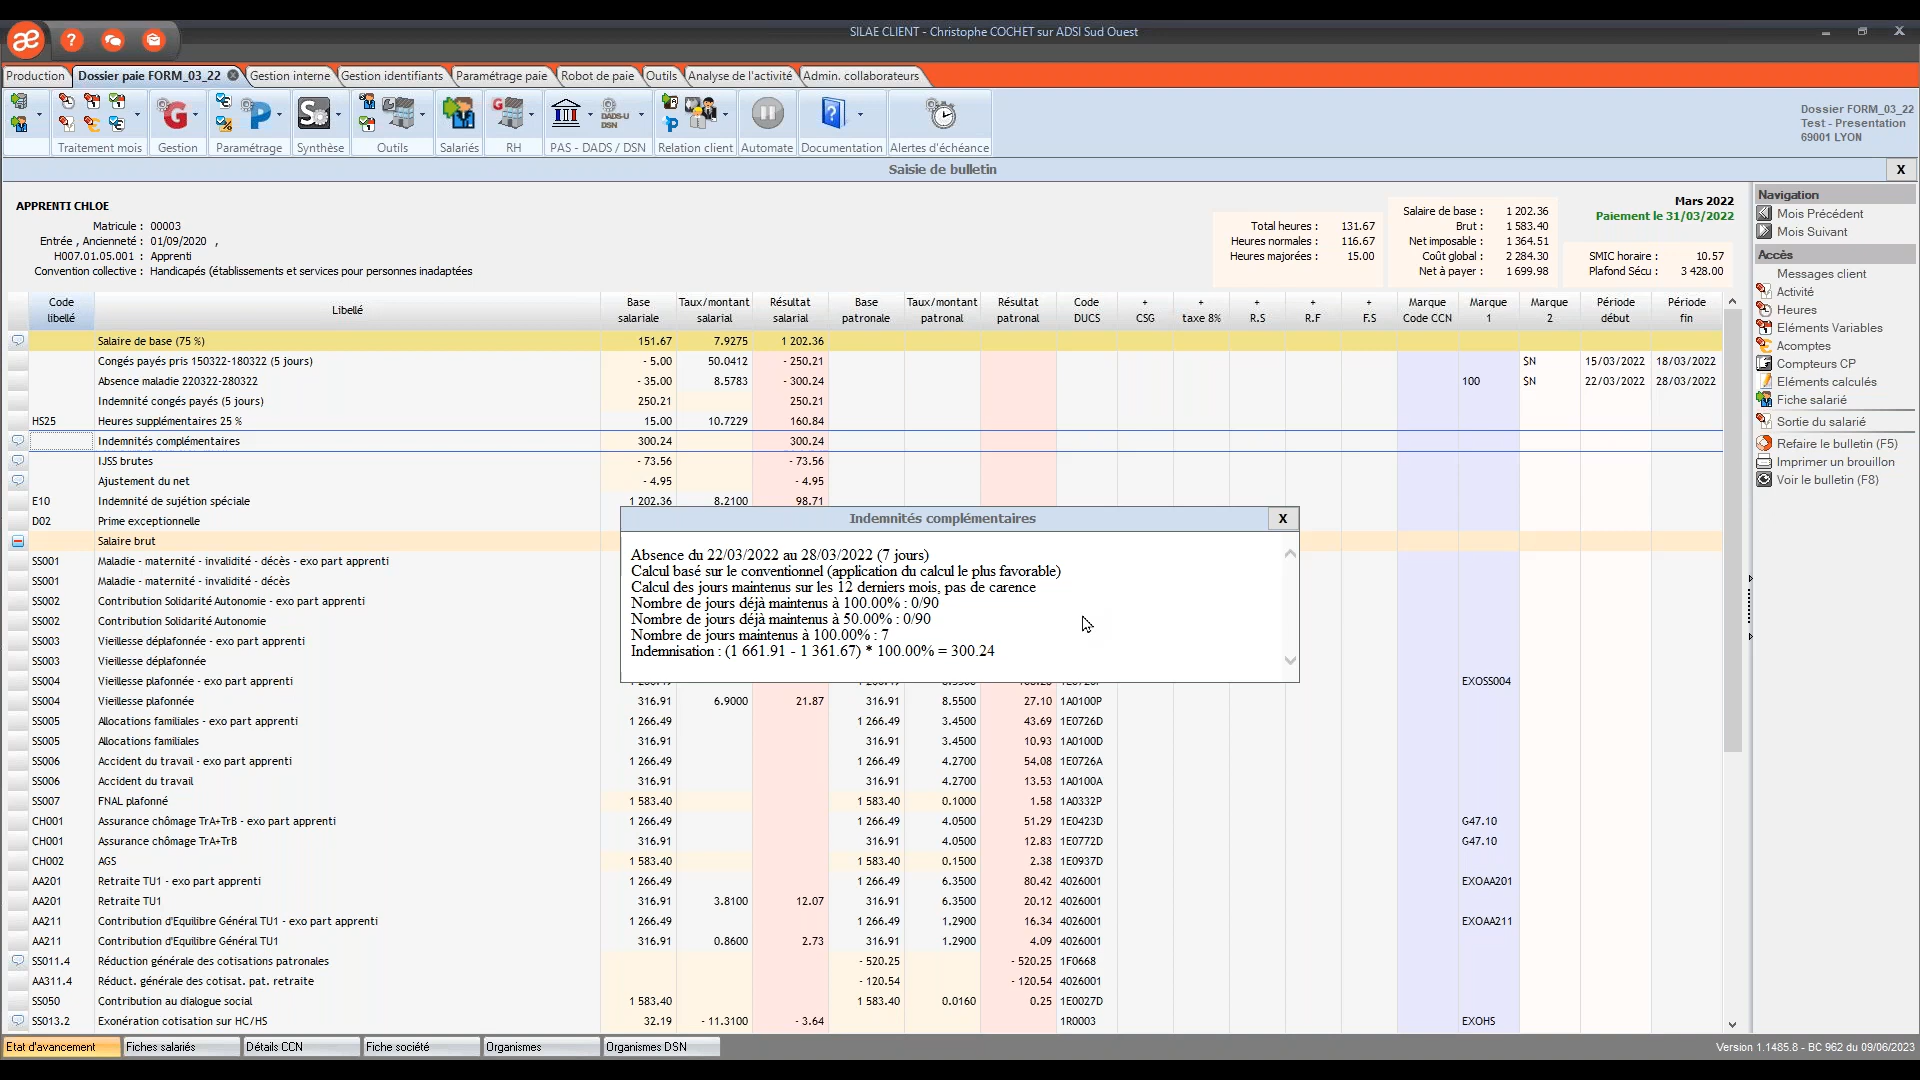 SILAE CLIENT - Christophe COCHET sur ADSI Sud Ouest
Production
Dossier paie FORM_03_22
Gestion interne
Gestion identifiants
Paramétrage paie
Robot de paie
Outils
Analyse de l'activité
Admin. collaborateurs
Traitement mois
Gestion
Paramétrage
Synthèse
Outils
Salariés
RH
PAS - DADS / DSN
Relation client
Automate
Documentation
Alertes d'échéance
Dossier FORM_03_22
Test - Presentation
69001 LYON
Saisie de bulletin
X
APPRENTI CHLOE
Matricule : 00003
Entrée , Ancienneté : 01/09/2020 ,
H007.01.05.001 : Apprenti
Convention collective : Handicapés (établissements et services pour personnes inadaptées
Total heures : 131.67
Heures normales : 116.67
Heures majorées : 15.00
Salaire de base : 1 202.36
Brut : 1 583.40
Net imposable : 1 364.51
Coût global : 2 284.30
Net à payer : 1 699.98
Mars 2022
Paiement le 31/03/2022
SMIC horaire : 10.57
Plafond Sécu : 3 428.00
Code libellé Libellé Base salariale Taux/montant salarial Résultat salarial Base patronale Taux/montant patronal Résultat patronal Code DUCS + CSG + taxe 8% + R.S + R.F + F.S Marque Code CCN Marque 1 Marque 2 Période début Période fin
Salaire de base (75 %) 151.67 7.9275 1 202.36
Congés payés pris 150322-180322 (5 jours) - 5.00 50.0412 - 250.21 $N 15/03/2022 18/03/2022
Absence maladie 220322-280322 - 35.00 8.5783 - 300.24 100 $N 22/03/2022 28/03/2022
Indemnité congés payés (5 jours) 250.21 250.21
HS25 Heures supplémentaires 25 % 15.00 10.7229 160.84
Indemnités complémentaires 300.24 300.24
IJSS brutes - 73.56 - 73.56
Ajustement du net - 4.95 - 4.95
E10 Indemnité de sujétion spéciale 1 202.36 8.2100 98.71
D02 Prime exceptionnelle
Salaire brut
SS001 Maladie - maternité - invalidité - décès - exo part apprenti
SS001 Maladie - maternité - invalidité - décès
SS002 Contribution Solidarité Autonomie - exo part apprenti
SS002 Contribution Solidarité Autonomie
SS003 Vieillesse déplafonnée - exo part apprenti
SS003 Vieillesse déplafonnée
SS004 Vieillesse plafonnée - exo part apprenti EXOSS004
SS004 Vieillesse plafonnée 316.91 6.9000 21.87 316.91 8.5500 27.10 1A0100P
SS005 Allocations familiales - exo part apprenti 1 266.49 1 266.49 3.4500 43.69 1E0726D
SS005 Allocations familiales 316.91 316.91 3.4500 10.93 1A0100D
SS006 Accident du travail - exo part apprenti 1 266.49 1 266.49 4.2700 54.08 1E0726A
SS006 Accident du travail 316.91 316.91 4.2700 13.53 1A0100A
SS007 FNAL plafonné 1 583.40 1 583.40 0.1000 1.58 1A0332P
CH001 Assurance chômage TrA+TrB - exo part apprenti 1 266.49 1 266.49 4.0500 51.29 1E0423D G47.10
CH001 Assurance chômage TrA+TrB 316.91 316.91 4.0500 12.83 1E0772D G47.10
CH002 AGS 1 583.40 1 583.40 0.1500 2.38 1E0937D
AA201 Retraite TU1 - exo part apprenti 1 266.49 1 266.49 6.3500 80.42 4026001 EXOAA201
AA201 Retraite TU1 316.91 3.8100 12.07 316.91 6.3500 20.12 4026001
AA211 Contribution d'Equilibre Général TU1 - exo part apprenti 1 266.49 1 266.49 1.2900 16.34 4026001 EXOAA211
AA211 Contribution d'Equilibre Général TU1 316.91 0.8600 2.73 316.91 1.2900 4.09 4026001
SS011.4 Réduction générale des cotisations patronales - 520.25 - 520.25 1F0668
AA311.4 Réduct. générale des cotisat. pat. retraite - 120.54 - 120.54 4026001
SS050 Contribution au dialogue social 1 583.40 1 583.40 0.0160 0.25 1E0027D
SS013.2 Exonération cotisation sur HC/HS 32.19 - 11.3100 - 3.64 1R0003 EXOHS
Indemnités complémentaires
X
Absence du 22/03/2022 au 28/03/2022 (7 jours)
Calcul basé sur le conventionnel (application du calcul le plus favorable)
Calcul des jours maintenus sur les 12 derniers mois, pas de carence
Nombre de jours déjà maintenus à 100.00% : 0/90
Nombre de jours déjà maintenus à 50.00% : 0/90
Nombre de jours maintenus à 100.00% : 7
Indemnisation : (1 661.91 - 1 361.67) * 100.00% = 300.24
Navigation
Mois Précédent
Mois Suivant
Accès
Messages client
Activité
Heures
Eléments Variables
Acomptes
Compteurs CP
Eléments calculés
Fiche salarié
Sortie du salarié
Refaire le bulletin (F5)
Imprimer un brouillon
Voir le bulletin (F8)
Etat d'avancement
Fiches salariés
Détails CCN
Fiche société
Organismes
Organismes DSN
Version 1.1485.8 - BC 962 du 09/06/2023